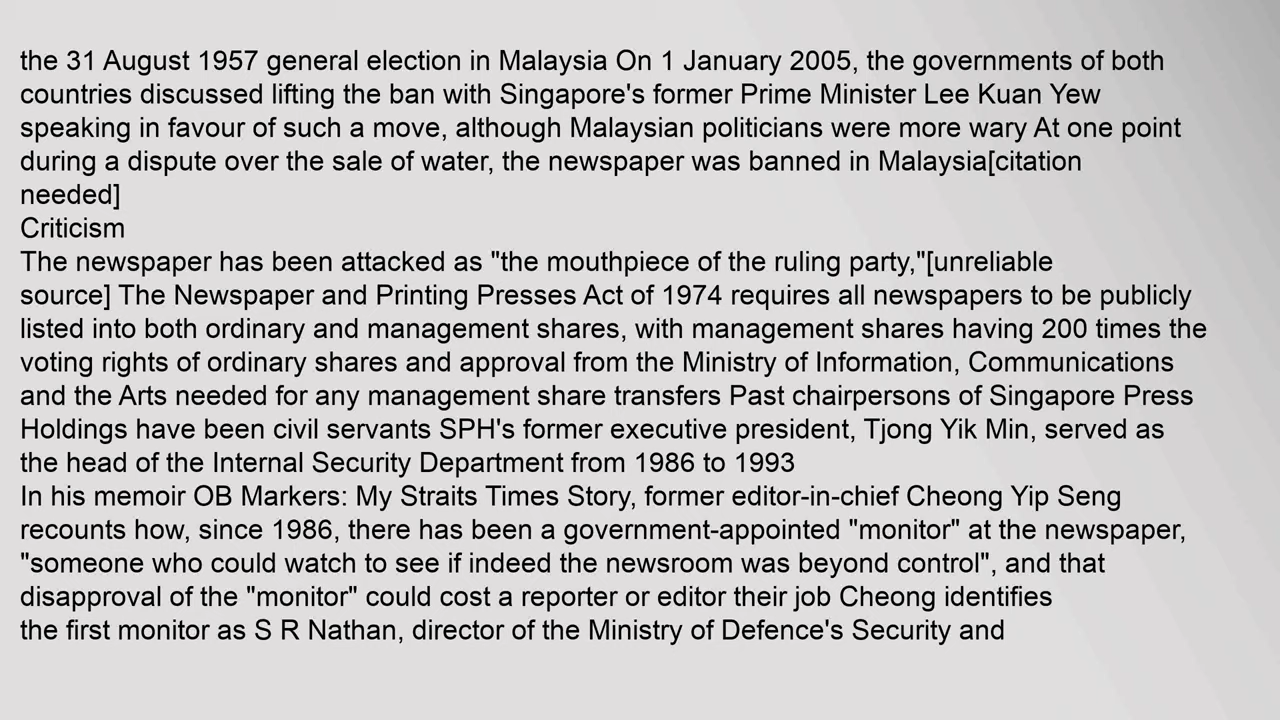 the 31 August 1957 general election in Malaysia On 1 January 2005, the governments of both
countries discussed lifting the ban with Singapore's former Prime Minister Lee Kuan Yew
speaking in favour of such a move, although Malaysian politicians were more wary At one point
during a dispute over the sale of water, the newspaper was banned in Malaysia[citation
needed]
Criticism
The newspaper has been attacked as "the mouthpiece of the ruling party,"[unreliable
source] The Newspaper and Printing Presses Act of 1974 requires all newspapers to be publicly
listed into both ordinary and management shares, with management shares having 200 times the
voting rights of ordinary shares and approval from the Ministry of Information, Communications
and the Arts needed for any management share transfers Past chairpersons of Singapore Press
Holdings have been civil servants SPH's former executive president, Tjong Yik Min, served as
the head of the Internal Security Department from 1986 to 1993
In his memoir OB Markers: My Straits Times Story, former editor-in-chief Cheong Yip Seng
recounts how, since 1986, there has been a government-appointed "monitor" at the newspaper,
"someone who could watch to see if indeed the newsroom was beyond control", and that
disapproval of the "monitor" could cost a reporter or editor their job Cheong identifies
the first monitor as S R Nathan, director of the Ministry of Defence's Security and